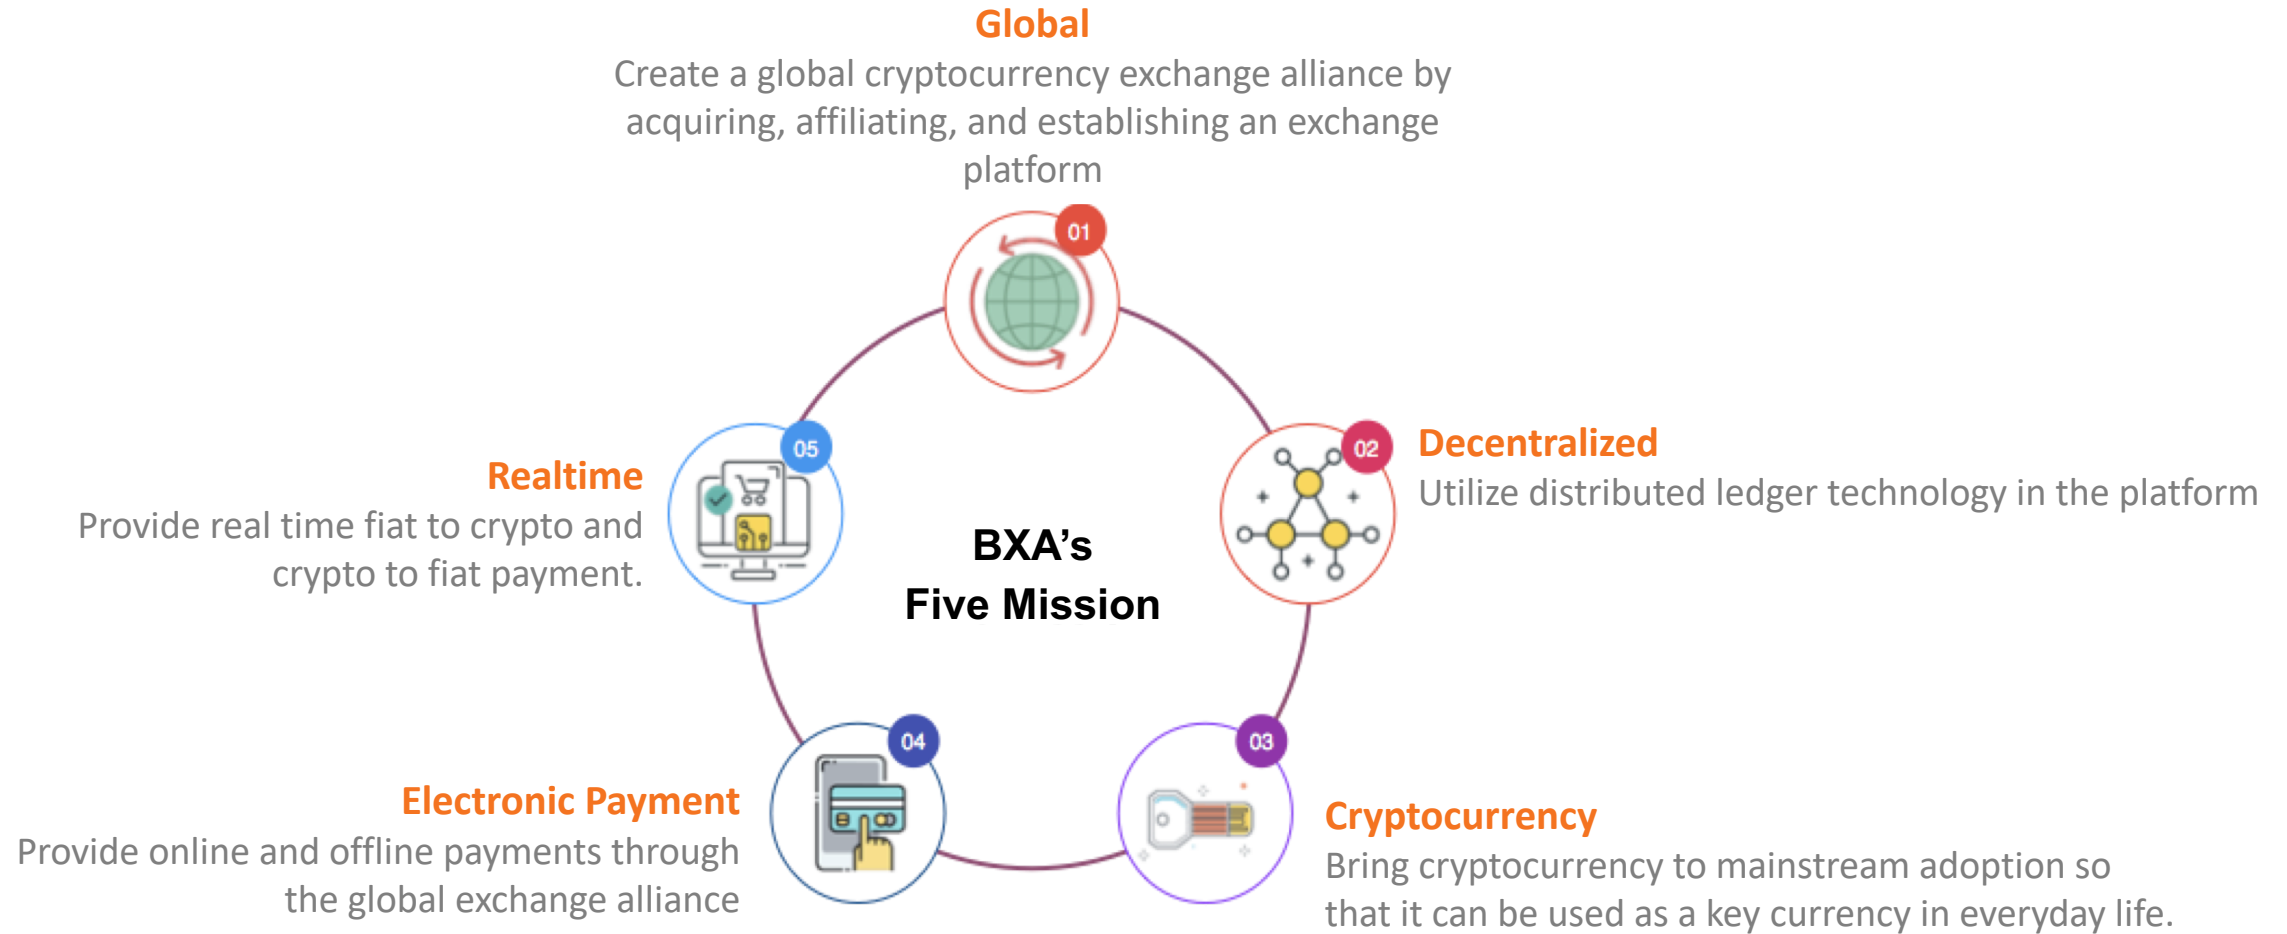 Global
Create a global cryptocurrency exchange alliance by
acquiring, affiliating, and establishing an exchange
platform
01
02
Decentralized
Utilize distributed ledger technology in the platform
05
Realtime
Provide real time fiat to crypto and
crypto to fiat payment.
BXA’s
Five Mission
03
Cryptocurrency
Bring cryptocurrency to mainstream adoption so
that it can be used as a key currency in everyday life.
04
Electronic Payment
Provide online and offline payments through
the global exchange alliance